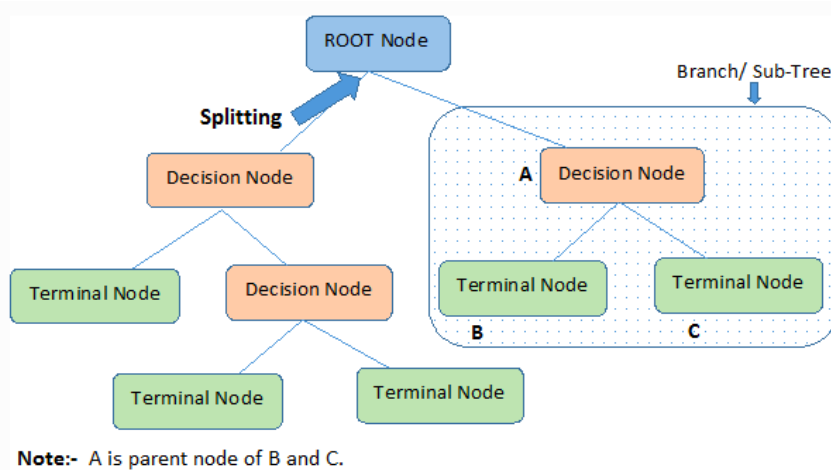 ROOT Node
Branch/ Sub-Tree
Splitting
Decision Node
A
Decision Node
Terminal Node
Decision Node
Terminal Node
Terminal Node
B
C
Terminal Node
Terminal Node
Note:- A is parent node of B and C.